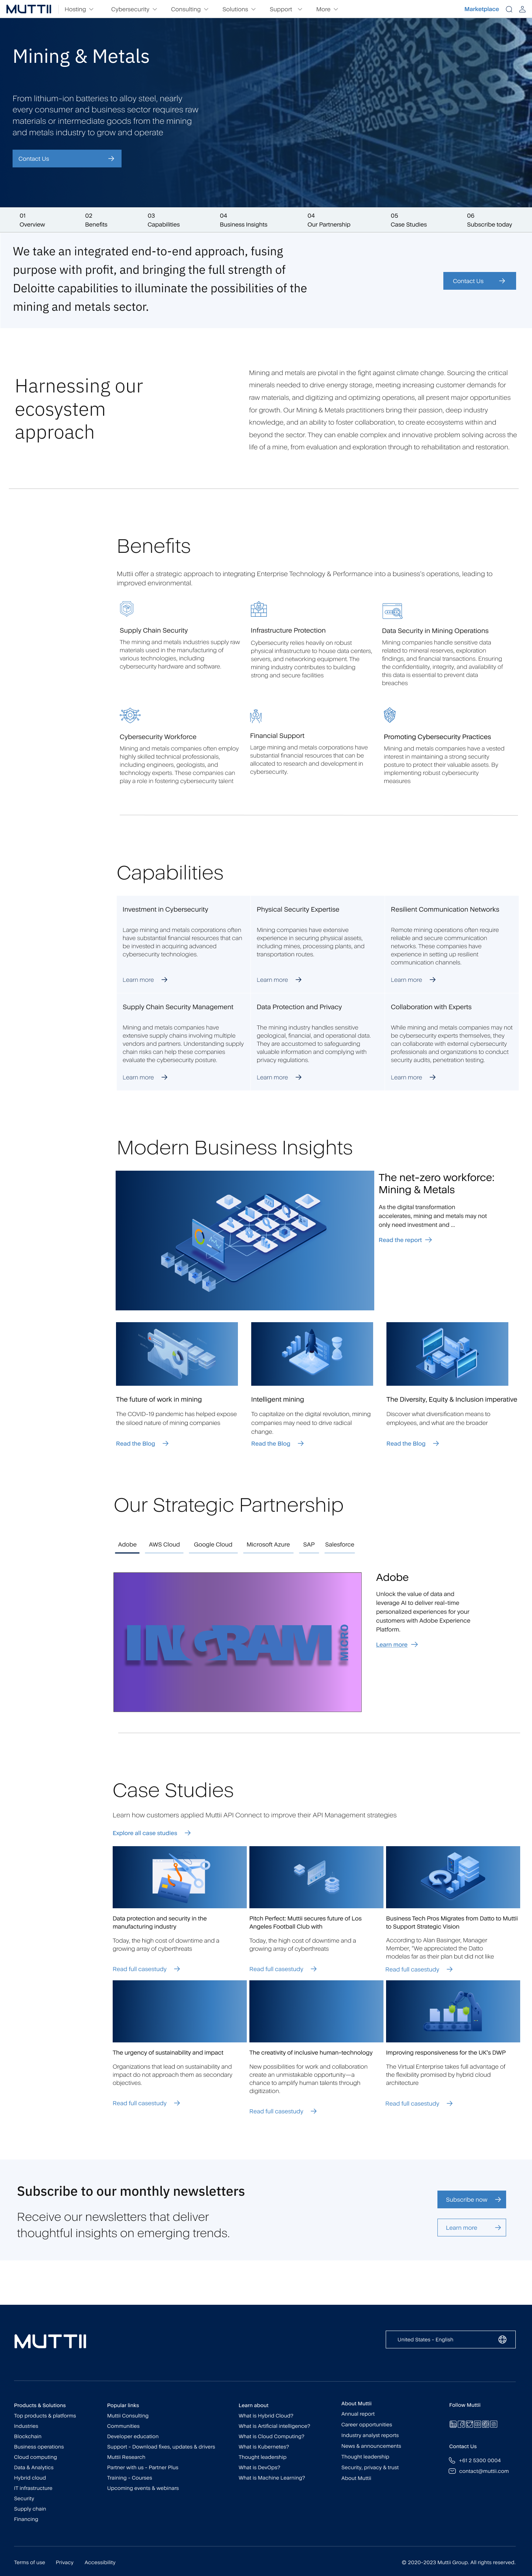 MUTTII
Hosting
Cybersecurity
Consulting
Solutions
Support
More
Marketplace
Mining & Metals
From lithium-ion batteries to alloy steel, nearly
every consumer and business sector requires raw
materials or intermediate goods from the mining
and metals industry to grow and operate
Contact Us
01
Overview
02
Benefits
03
Capabilities
04
Business Insights
04
Our Partnership
05
Case Studies
06
Subscribe today
We take an integrated end-to-end approach, fusing
purpose with profit, and bringing the full strength of
Deloitte capabilities to illuminate the possibilities of the
mining and metals sector.
Contact Us
Harnessing our
ecosystem
approach
Mining and metals are pivotal in the fight against climate change. Sourcing the critical
minerals needed to drive energy storage, meeting increasing customer demands for
raw materials, and digitizing and optimizing operations, all present major opportunities
for growth. Our Mining & Metals practitioners bring their passion, deep industry
knowledge, and an ability to foster collaboration, to create ecosystems within and
beyond the sector. They can enable complex and innovative problem solving across the
life of a mine, from evaluation and exploration through to rehabilitation and restoration.
Benefits
Muttii offer a strategic approach to integrating Enterprise Technology & Performance into a business's operations, leading to
improved environmental
Supply Chain Security
The mining and metals industries supply raw
materials used in the manufacturing of
various technologies, including
cybersecurity hardware and software
Infrastructure Protection
Cybersecurity relies heavily on robust
physical infrastructure to house data centers,
servers, and networking equipment. The
mining industry contributes to building
strong and secure facilities
Data Security in Mining Operations
Mining companies handle sensitive data
related to mineral reserves, exploration
findings, and financial transactions. Ensuring
the confidentiality, integrity, and availability of
this data is essential to prevent data
breaches
Cybersecurity Workforce
Mining and metals companies often employ
highly skilled technical professionals,
including engineers, geologists, and
technology experts. These companies can
play a role in fostering cybersecurity talent
Financial Support
Large mining and metals corporations have
substantial financial resources that can be
allocated to research and development in
cybersecurity.
Promoting Cybersecurity Practices
Mining and metals companies have a vested
interest in maintaining a strong security
posture to protect their valuable assets. By
implementing robust cybersecurity
measures
Capabilities
Investment in Cybersecurity
Large mining and metals corporations often
have substantial financial resources that can
be invested in acquiring advanced
cybersecurity technologies.
Learn more
Physical Security Expertise
Mining companies have extensive
experience in securing physical assets,
including mines, processing plants, and
transportation routes.
Learn more
Resilient Communication Networks
Remote mining operations often require
reliable and secure communication
networks. These companies have
experience in setting up resilient
communication channels.
Learn more
Supply Chain Security Management
Mining and metals companies have
extensive supply chains involving multiple
vendors and partners. Understanding supply
chain risks can help these companies
evaluate the cybersecurity posture.
Learn more
Data Protection and Privacy
The mining industry handles sensitive
geological, financial, and operational data.
They are accustomed to safeguarding
valuable information and complying with
privacy regulations.
Learn more
Collaboration with Experts
While mining and metals companies may not
be cybersecurity experts themselves, they
can collaborate with external cybersecurity
professionals and organizations to conduct
security audits, penetration testing.
Learn more
Modern Business Insights
The net-zero workforce:
Mining & Metals
As the digital transformation
accelerates, mining and metals may not
only need investment and ...
Read the report
The future of work in mining
The COVID-19 pandemic has helped expose
the siloed nature of mining companies
Read the Blog
Intelligent mining
To capitalize on the digital revolution, mining
companies may need to drive radical
change.
Read the Blog
The Diversity, Equity & Inclusion imperative
Discover what diversification means to
employees, and what are the broader
Read the Blog
Our Strategic Partnership
Adobe
AWS Cloud
Google Cloud
Microsoft Azure
SAP
Salesforce
INGRAM MICRO
Adobe
Unlock the value of data and
leverage AI to deliver real-time
personalized experiences for your
customers with Adobe Experience
Platform.
Learn more
Case Studies
Learn how customers applied Muttii API Connect to improve their API Management strategies
Explore all case studies
Data protection and security in the
manufacturing industry
Today, the high cost of downtime and a
growing array of cyberthreats
Read full casestudy
Pitch Perfect: Muttii secures future of Los
Angeles Football Club with
Today, the high cost of downtime and a
growing array of cyberthreats
Read full casestudy
Business Tech Pros Migrates from Datto to Muttii
to Support Strategic Vision
According to Alan Basinger, Manager
Member, "We appreciated the Datto
modelas far as their plan but did not like
Read full casestudy
The urgency of sustainability and impact
Organizations that lead on sustainability and
impact do not approach them as secondary
objectives.
Read full casestudy
The creativity of inclusive human-technology
New possibilities for work and collaboration
create an unmistakable opportunity—a
chance to amplify human talents through
digitization.
Read full casestudy
Improving responsiveness for the UK's DWP
The Virtual Enterprise takes full advantage of
the flexibility promised by hybrid cloud
architecture
Read full casestudy
Subscribe to our monthly newsletters
Receive our newsletters that deliver
thoughtful insights on emerging trends.
Subscribe now
Learn more
MUTTII
United States - English
Products & Solutions
Top products & platforms
Industries
Blockchain
Business operations
Cloud computing
Data & Analytics
Hybrid cloud
IT infrastructure
Security
Supply chain
Financing
Popular links
Muttii Consulting
Communities
Developer education
Support - Download fixes, updates & drivers
Muttii Research
Partner with us - Partner Plus
Training - Courses
Upcoming events & webinars
Learn about
What is Hybrid Cloud?
What is Artificial intelligence?
What is Cloud Computing?
What is Kubernetes?
Thought leadership
What is DevOps?
What is Machine Learning?
About Muttii
Annual report
Career opportunities
Industry analyst reports
News & announcements
Thought leadership
Security, privacy & trust
About Muttii
Follow Muttii
Contact Us
+61 2 5300 0004
contact@muttii.com
Terms of use
Privacy
Accessibility
© 2020-2023 Muttii Group. All rights reserved.